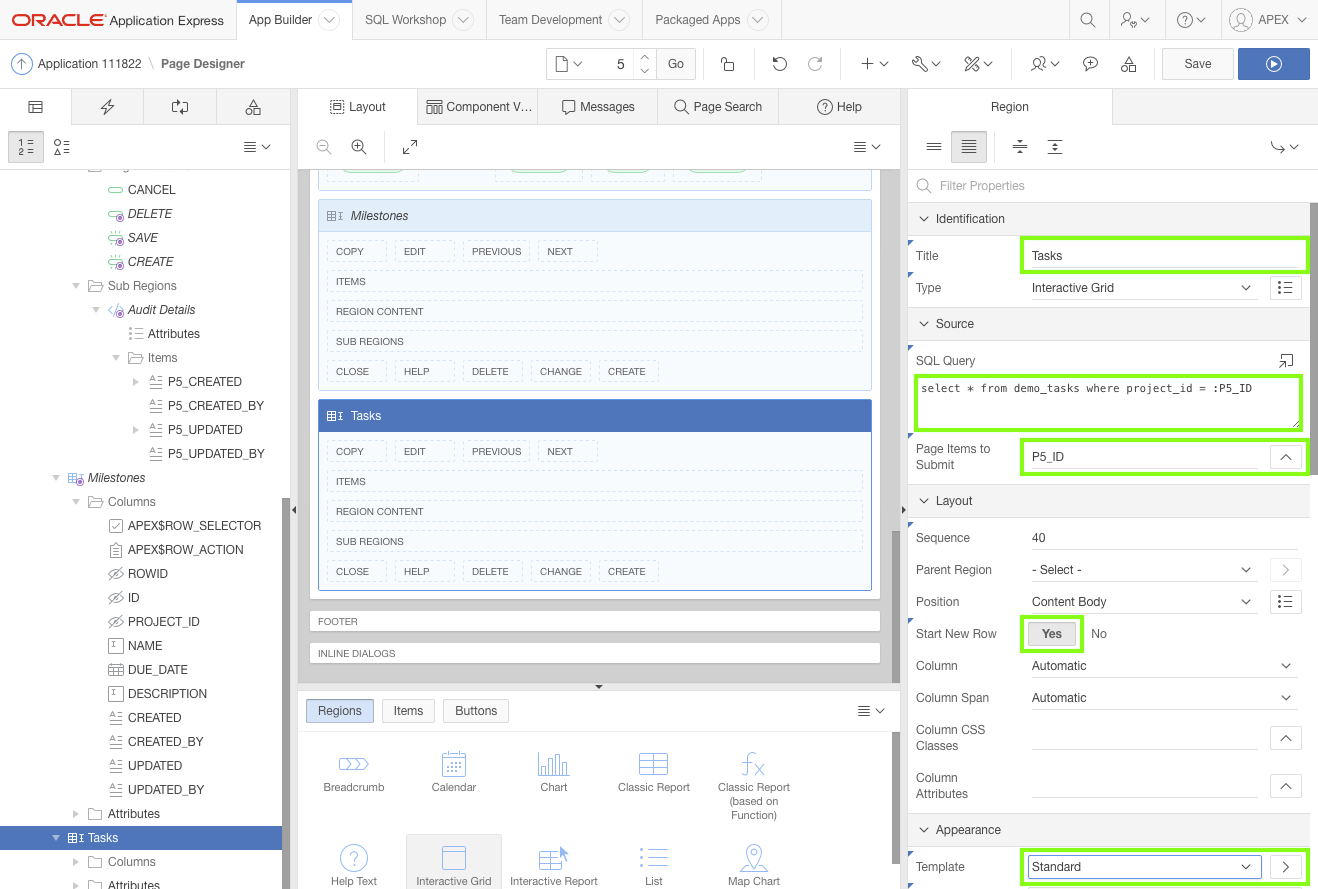 ORACLE® Application Express
App Builder
SQL Workshop
Team Development
Packaged Apps
APEX
Application 111822 \ Page Designer
5
Go
Save
Layout
Component V...
Messages
Page Search
Help
Region
CANCEL
DELETE
SAVE
CREATE
Sub Regions
Audit Details
Attributes
Items
P5_CREATED
P5_CREATED_BY
P5_UPDATED
P5_UPDATED_BY
Milestones
Columns
APEX$ROW_SELECTOR
APEX$ROW_ACTION
ROWID
ID
PROJECT_ID
NAME
DUE_DATE
DESCRIPTION
CREATED
CREATED_BY
UPDATED
UPDATED_BY
Attributes
Tasks
Columns
Attributes
Milestones
COPY EDIT PREVIOUS NEXT
ITEMS
REGION CONTENT
SUB REGIONS
CLOSE HELP DELETE CHANGE CREATE
Tasks
COPY EDIT PREVIOUS NEXT
ITEMS
REGION CONTENT
SUB REGIONS
CLOSE HELP DELETE CHANGE CREATE
FOOTER
INLINE DIALOGS
Regions Items Buttons
Breadcrumb
Calendar
Chart
Classic Report
Classic Report
(based on
Function)
Help Text
Interactive Grid
Interactive Report
List
Map Chart
Filter Properties
Identification
Title Tasks
Type Interactive Grid
Source
SQL Query
select * from demo_tasks where project_id = :P5_ID
Page Items to
Submit
P5_ID
Layout
Sequence 40
Parent Region - Select -
Position Content Body
Start New Row Yes No
Column Automatic
Column Span Automatic
Column CSS
Classes
Column
Attributes
Appearance
Template Standard